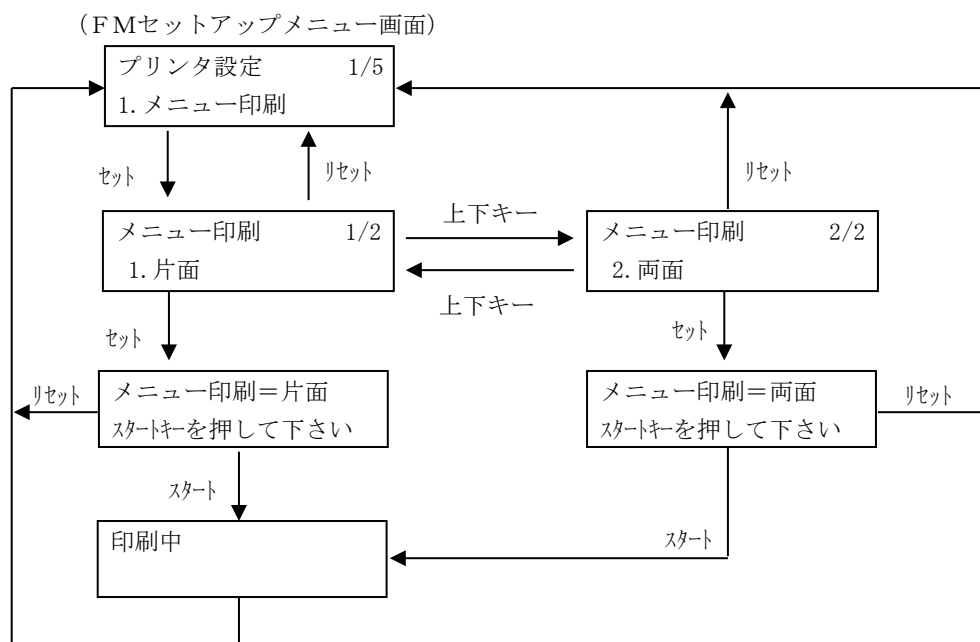 （ＦＭセットアップメニュー画面）
プリンタ設定 1/5
1.メニュー印刷
セット
リセット
リセット
メニュー印刷 1/2
1.片面
上下キー
上下キー
メニュー印刷 2/2
2.両面
セット
セット
リセット
メニュー印刷＝片面
ｽﾀｰﾄｷｰを押して下さい
メニュー印刷＝両面
ｽﾀｰﾄｷｰを押して下さい
リセット
スタート
印刷中
スタート